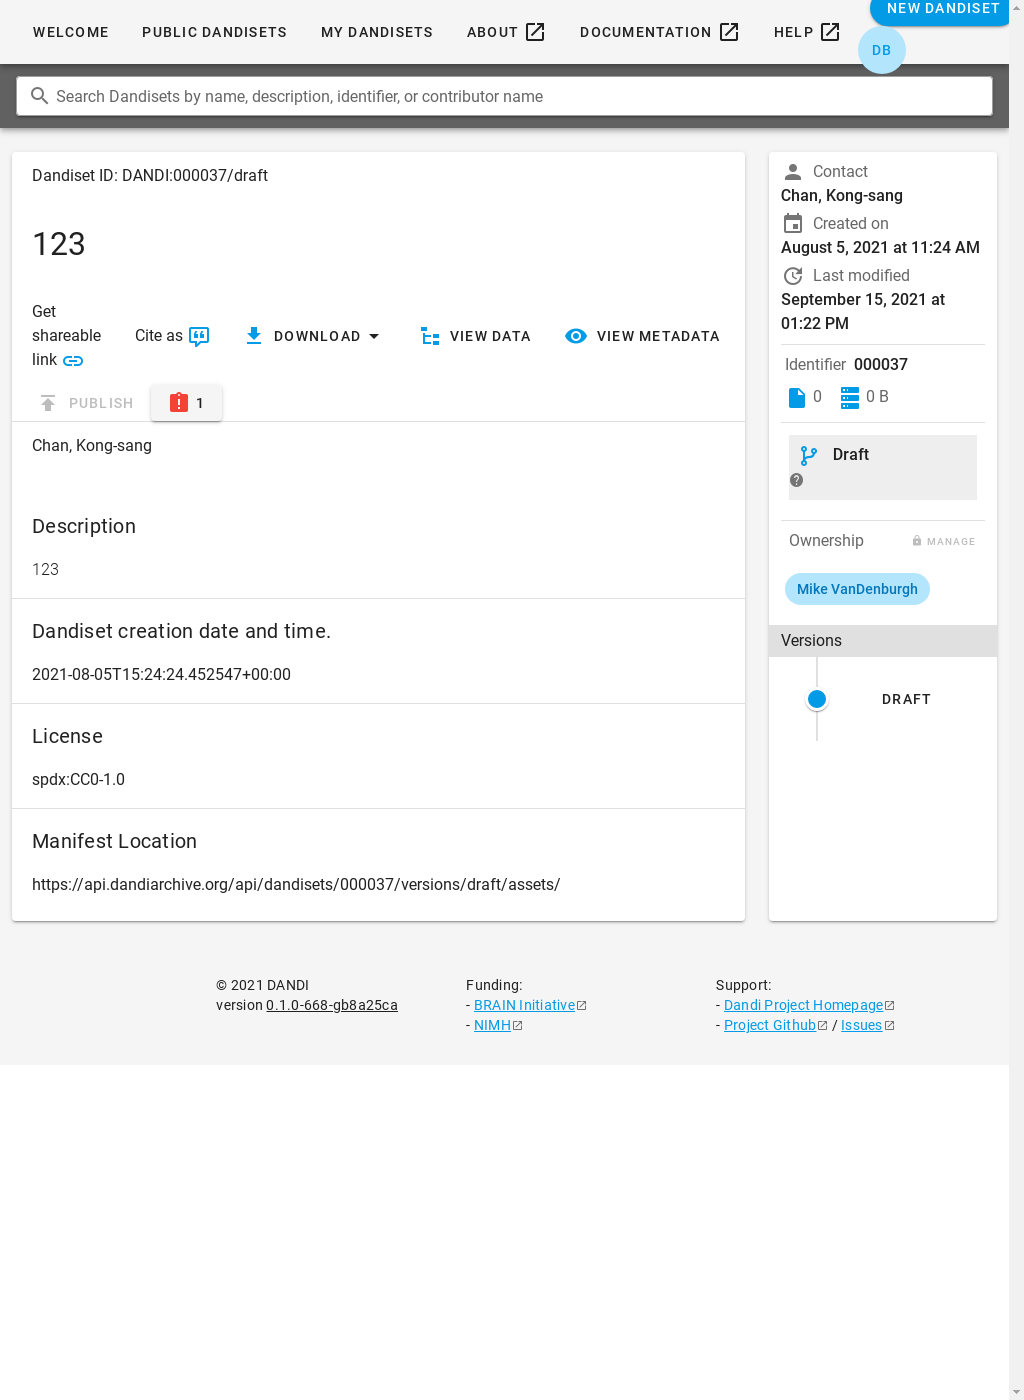 WELCOME PUBLIC DANDISETS MY DANDISETS ABOUT DOCUMENTATION HELP NEW DANDISET
DB
Search Dandisets by name, description, identifier, or contributor name
Dandiset ID: DANDI:000037/draft
123
Get shareable link
Cite as
DOWNLOAD
VIEW DATA
VIEW METADATA
PUBLISH
1
Chan, Kong-sang
Description
123
Dandiset creation date and time.
2021-08-05T15:24:24.452547+00:00
License
spdx:CC0-1.0
Manifest Location
https://api.dandiarchive.org/api/dandisets/000037/versions/draft/assets/
Contact
Chan, Kong-sang
Created on
August 5, 2021 at 11:24 AM
Last modified
September 15, 2021 at
01:22 PM
Identifier 000037
0 0 B
Draft
Ownership MANAGE
Mike VanDenburgh
Versions
DRAFT
© 2021 DANDI
version 0.1.0-668-gb8a25ca
Funding:
- BRAIN Initiative
- NIMH
Support:
- Dandi Project Homepage
- Project Github / Issues